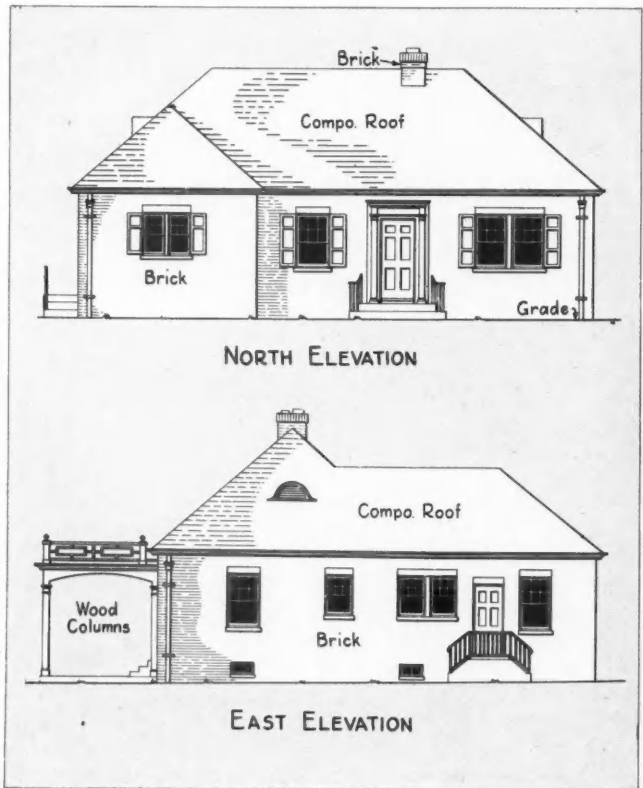 Brick
Compo. Roof
Brick
Grade
NORTH ELEVATION
Compo. Roof
Wood
Columns
Brick
EAST ELEVATION